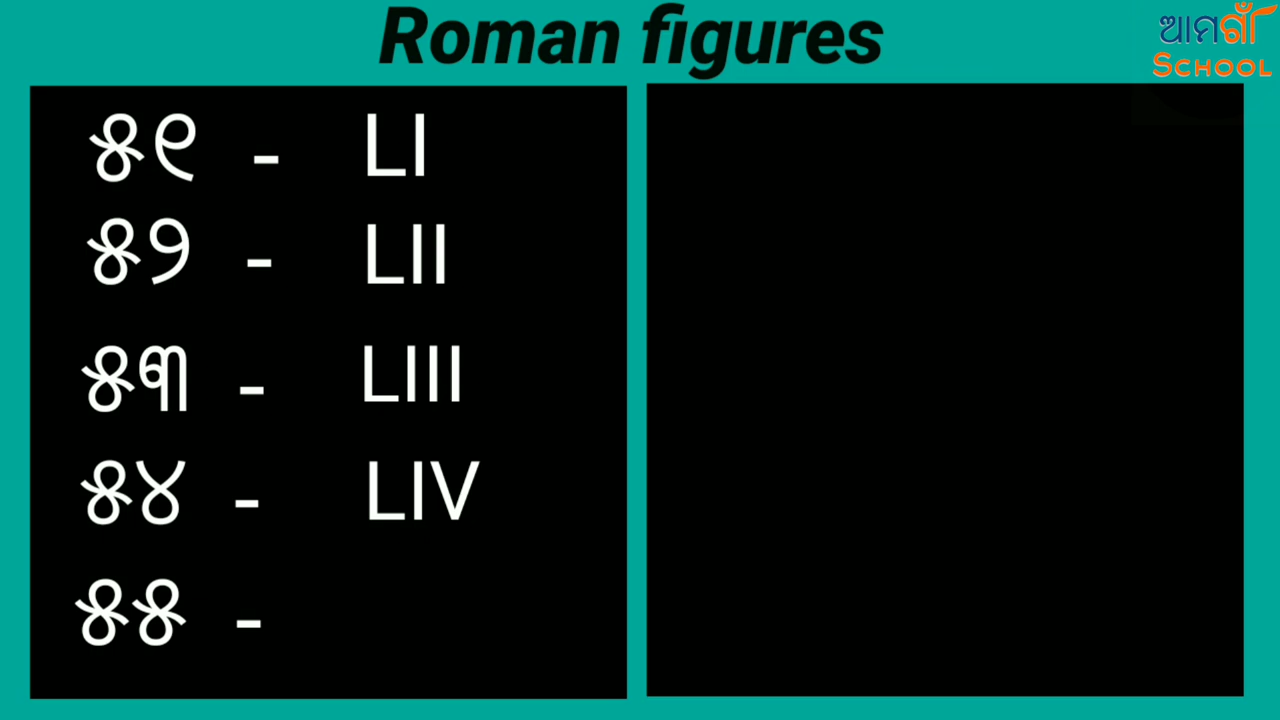 Roman figures
ଆମଗାଁ
SCHOOL
୫୧ - LI
୫୨ - LII
୫୩ - LIII
୫୪ - LIV
୫୫ -